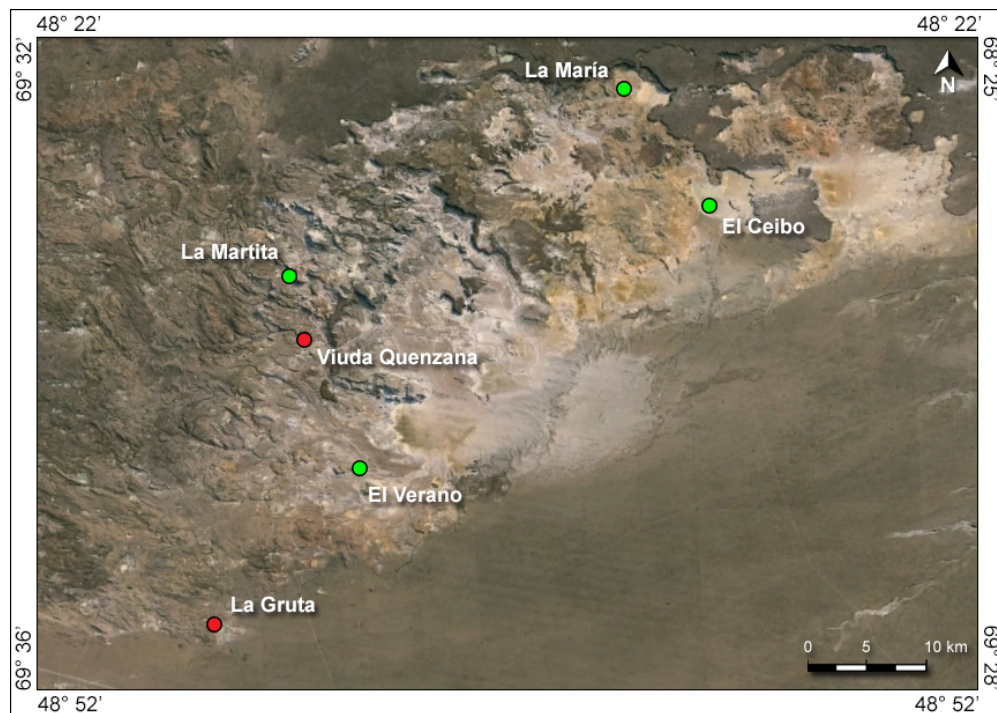 48° 22’ 48° 22’
69° 32’
68° 25’
La María
N
El Ceibo
La Martita
Viuda Quenzana
El Verano
La Gruta
0 5 10 km
69° 36’
69° 28’
48° 52’ 48° 52’